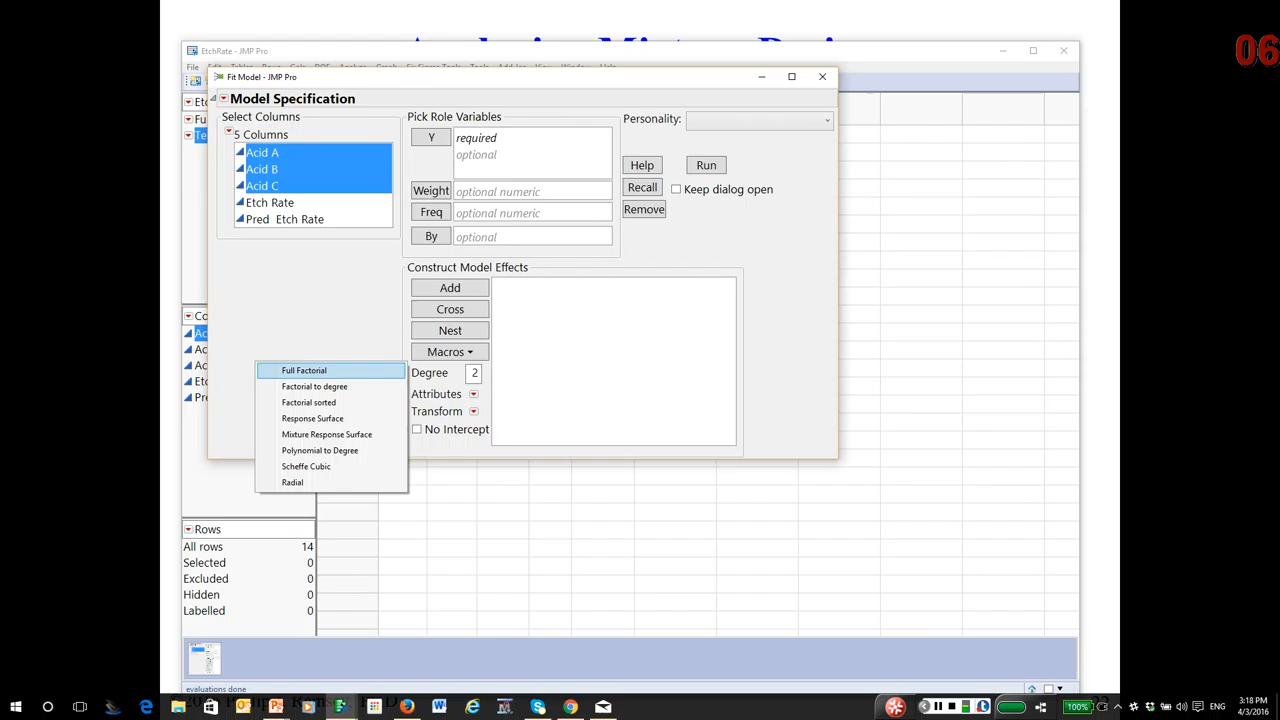 06
EtchRate - JMP Pro
File
Fit Model - JMP Pro
Model Specification
Select Columns
5 Columns
Acid A
Acid B
Acid C
Etch Rate
Pred Etch Rate
Pick Role Variables
Y
required
optional
Weight
optional numeric
Freq
optional numeric
By
optional
Personality:
Help
Run
Recall
Keep dialog open
Remove
Construct Model Effects
Add
Cross
Nest
Macros
Degree 2
Attributes
Transform
No Intercept
Full Factorial
Factorial to degree
Factorial sorted
Response Surface
Mixture Response Surface
Polynomial to Degree
Scheffe Cubic
Radial
Rows
All rows 14
Selected 0
Excluded 0
Hidden 0
Labelled 0
evaluations done
100%
ENG
3:18 PM
4/3/2016